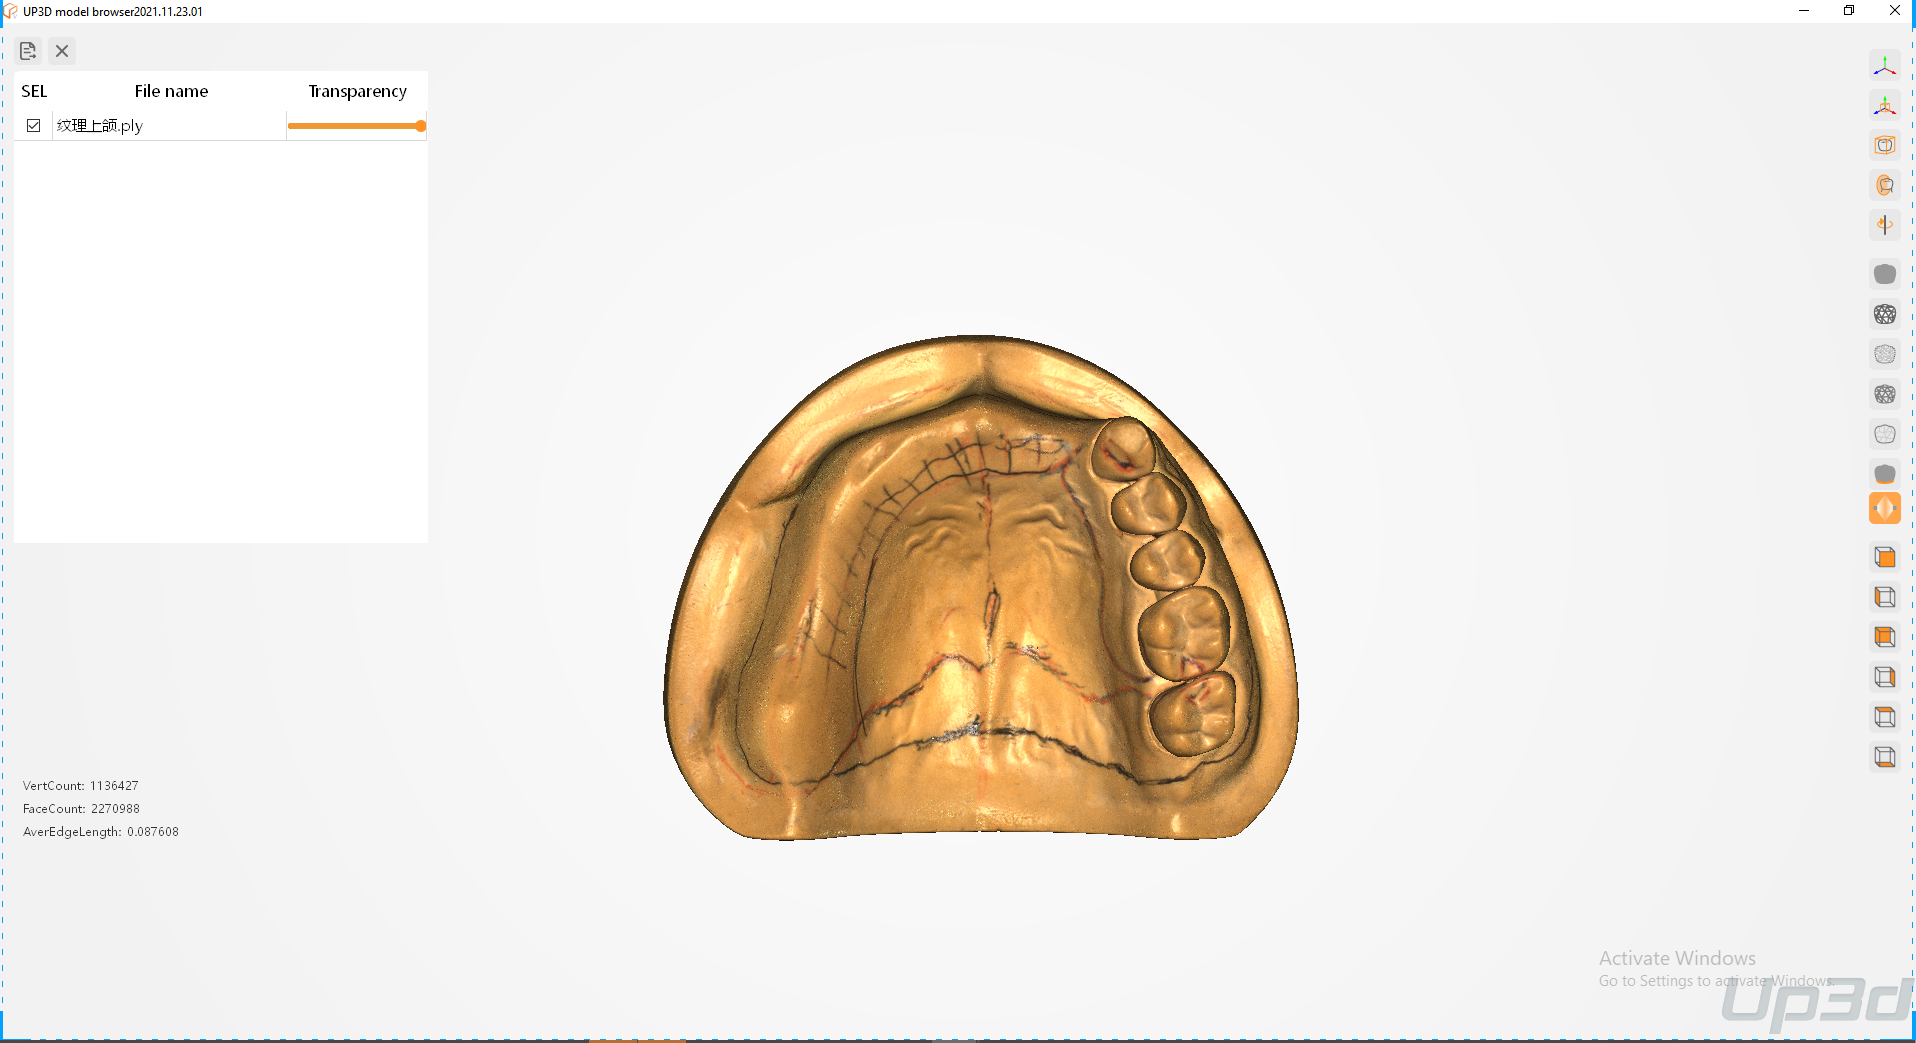 UP3D model browser2021.11.23.01
SEL File name Transparency
纹理上颌.ply
VertCount: 1136427
FaceCount: 2270988
AverEdgeLength: 0.087608
Activate Windows
Go to Settings to activate Windows.
Up3d